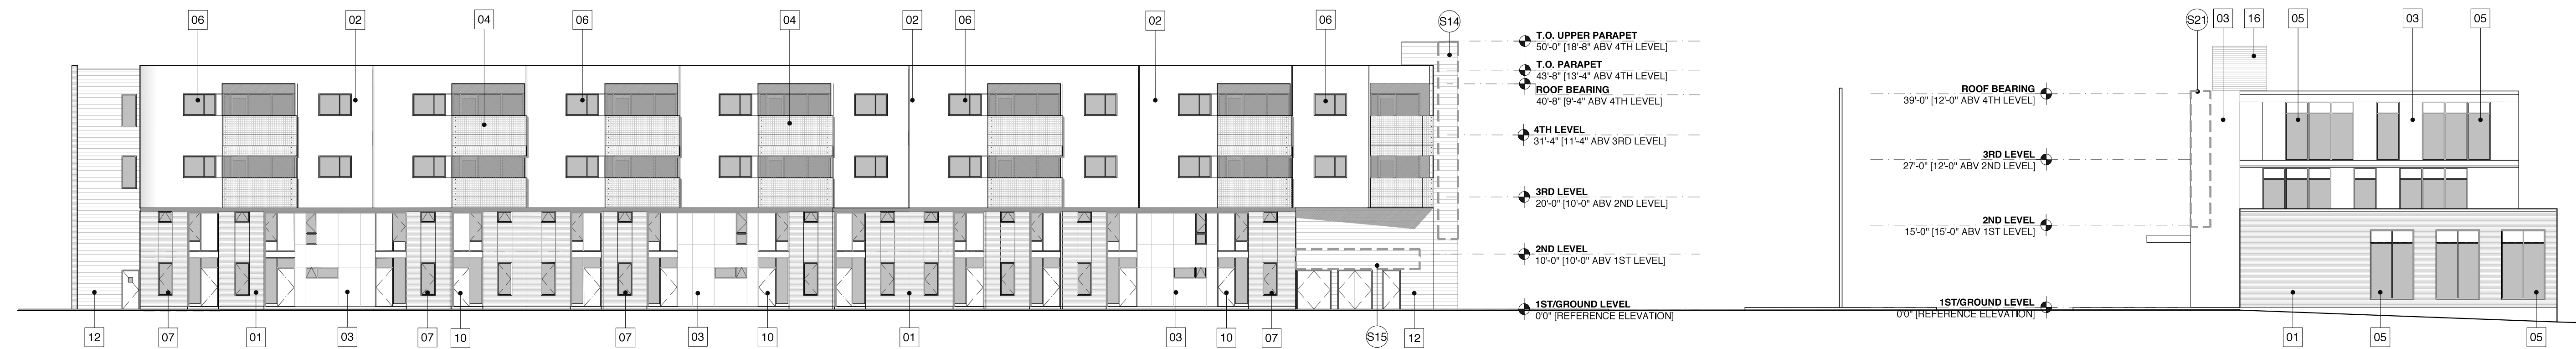 06
02
04
06
04
02
06
02
06
S14
S21
03
16
05
03
05
T.O. UPPER PARAPET
50'-0" [18'-8" ABV 4TH LEVEL]
T.O. PARAPET
43'-8" [13'-4" ABV 4TH LEVEL]
ROOF BEARING
40'-8" [9'-4" ABV 4TH LEVEL]
4TH LEVEL
31'-4" [11'-4" ABV 3RD LEVEL]
3RD LEVEL
20'-0" [10'-0" ABV 2ND LEVEL]
2ND LEVEL
10'-0" [10'-0" ABV 1ST LEVEL]
1ST/GROUND LEVEL
0'0" [REFERENCE ELEVATION]
ROOF BEARING
39'-0" [12'-0" ABV 4TH LEVEL]
3RD LEVEL
27'-0" [12'-0" ABV 2ND LEVEL]
2ND LEVEL
15'-0" [15'-0" ABV 1ST LEVEL]
1ST/GROUND LEVEL
0'0" [REFERENCE ELEVATION]
12
07
01
03
07
10
07
03
10
01
03
10
07
S15
12
01
05
05